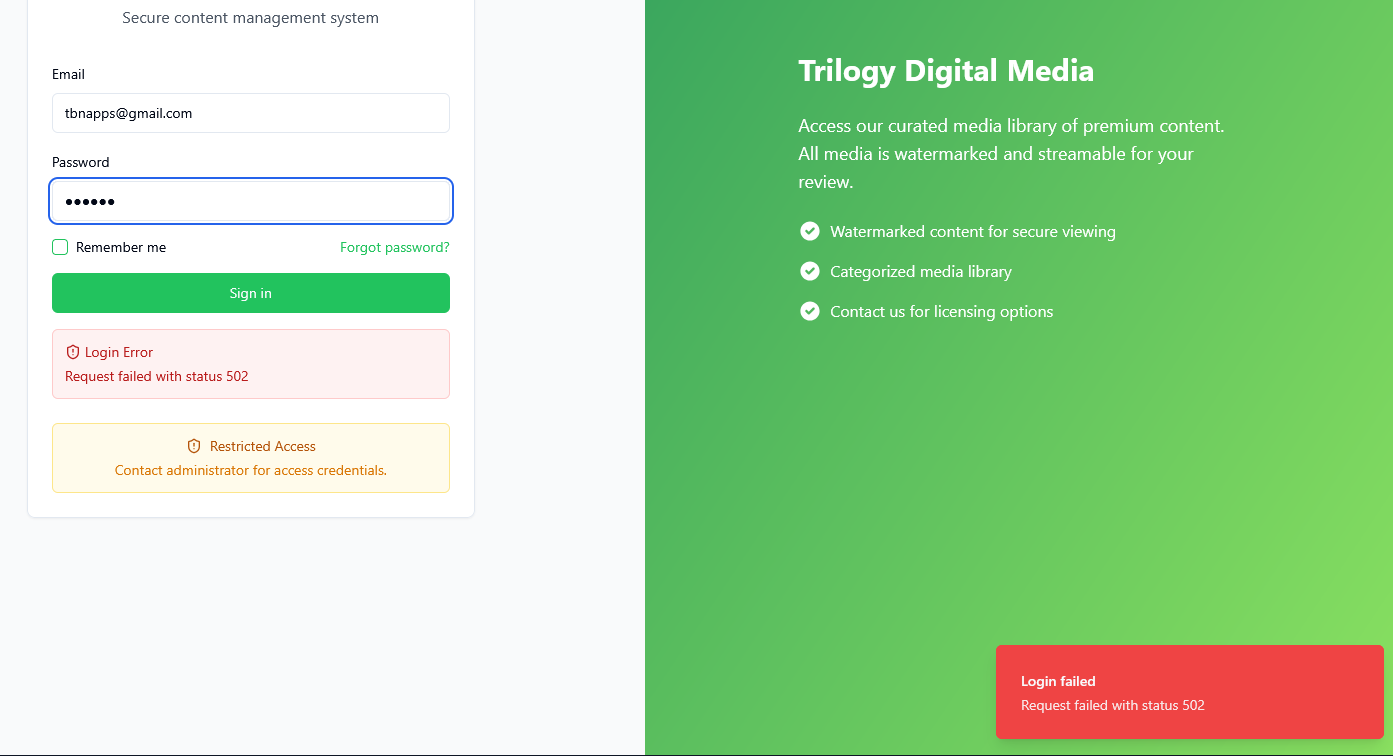 Secure content management system
Email
tbnapps@gmail.com
Password
••••••
Remember me
Forgot password?
Sign in
Login Error
Request failed with status 502
Restricted Access
Contact administrator for access credentials.
Trilogy Digital Media
Access our curated media library of premium content.
All media is watermarked and streamable for your
review.
Watermarked content for secure viewing
Categorized media library
Contact us for licensing options
Login failed
Request failed with status 502